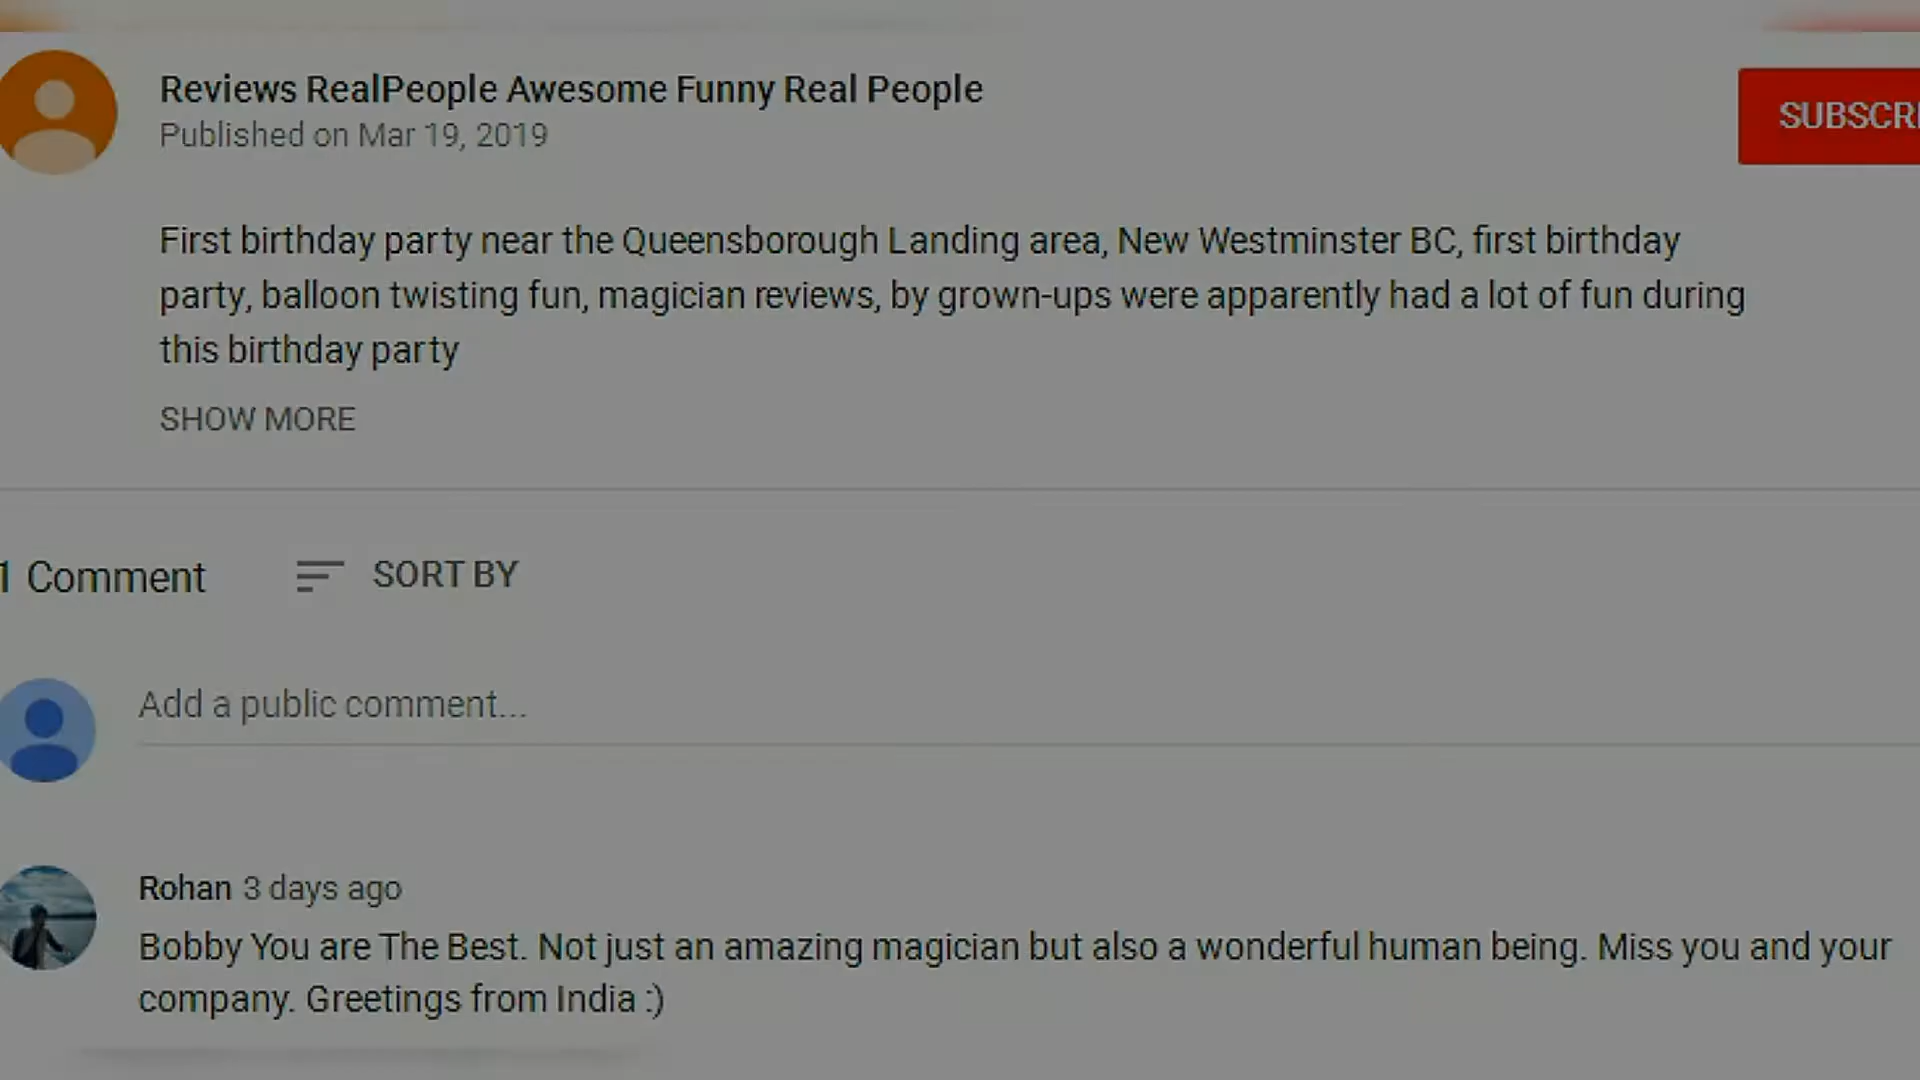 Reviews RealPeople Awesome Funny Real People
Published on Mar 19, 2019
SUBSCRI
First birthday party near the Queensborough Landing area, New Westminster BC, first birthday
party, balloon twisting fun, magician reviews, by grown-ups were apparently had a lot of fun during
this birthday party
SHOW MORE
1 Comment
SORT BY
Add a public comment...
Rohan 3 days ago
Bobby You are The Best. Not just an amazing magician but also a wonderful human being. Miss you and your
company. Greetings from India :)